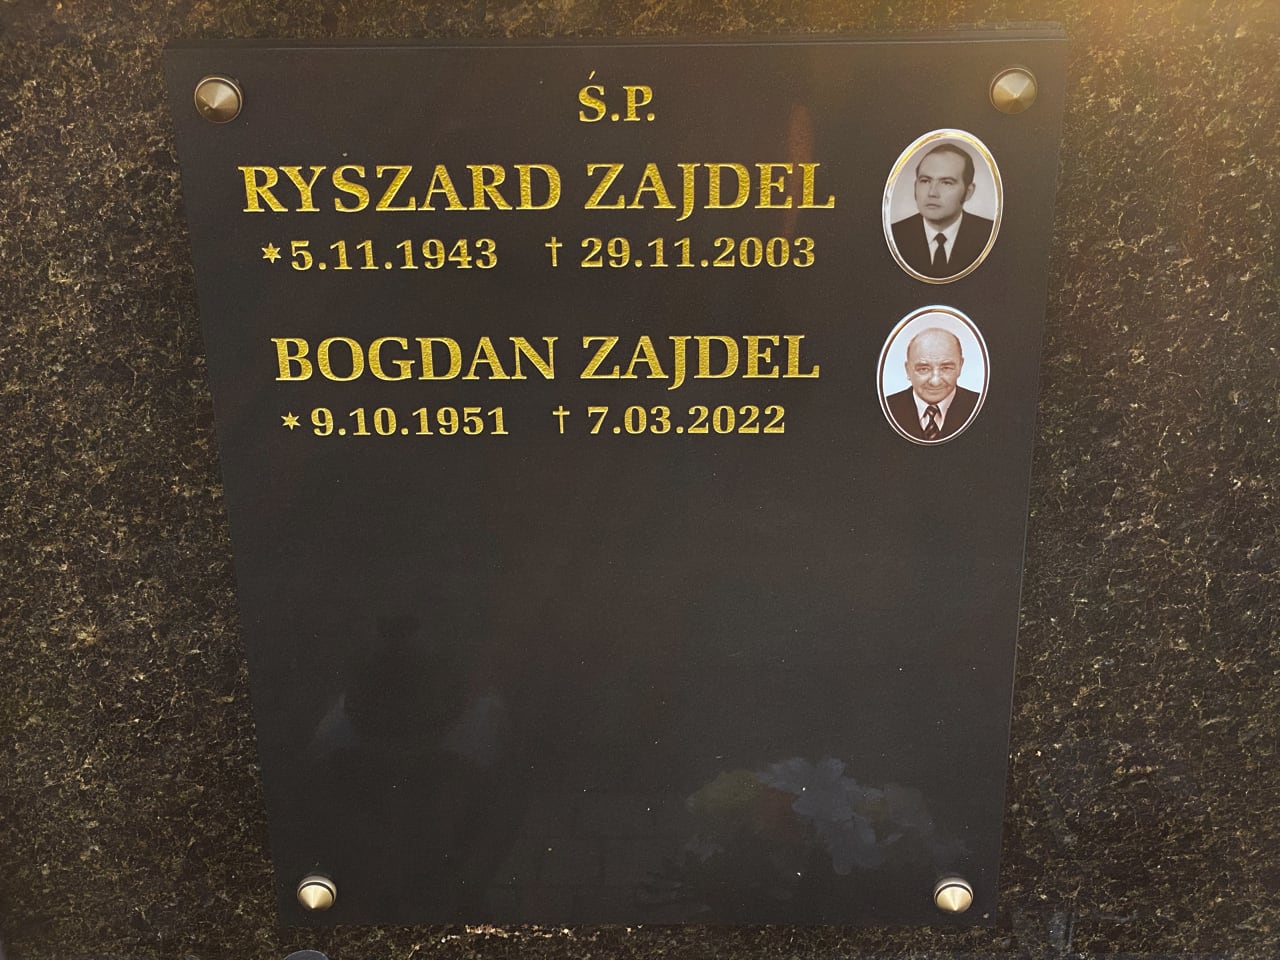 Ś.P.
RYSZARD ZAJDEL
*5.11.1943 †29.11.2003
BOGDAN ZAJDEL
*9.10.1951 †7.03.2022